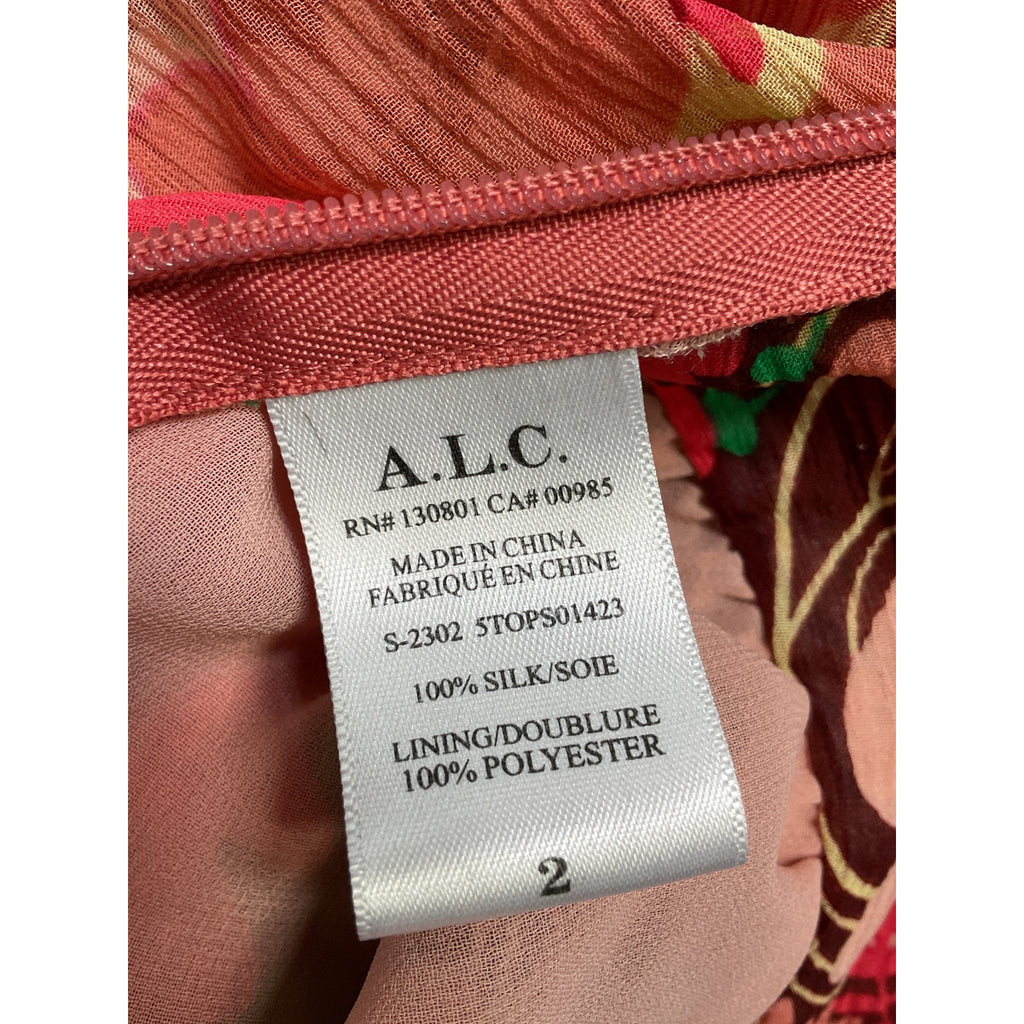 A.L.C.
RN# 130801 CA# 00985
MADE IN CHINA
FABRIQUÉ EN CHINE
S-2302 5TOPS01423
100% SILK/SOIE
LINING/DOUBLURE
100% POLYESTER
2